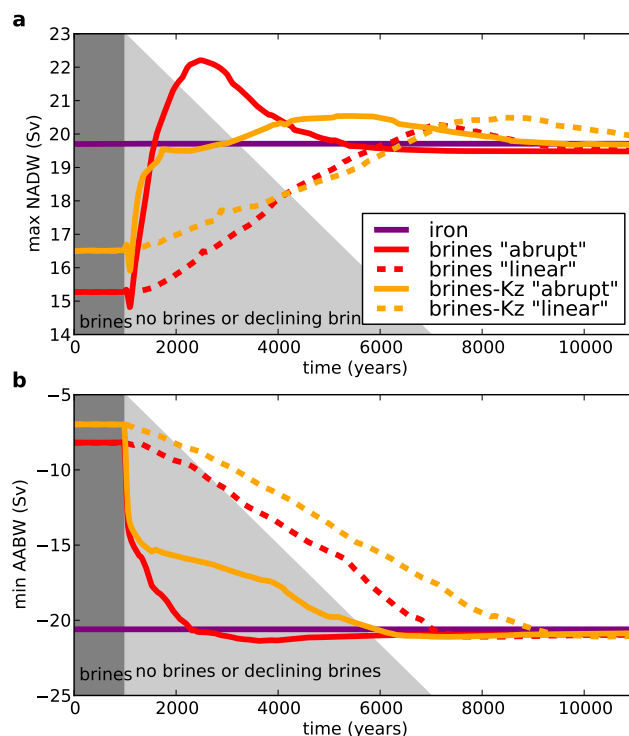 a
23
22
21
20
19
18
17
16
15
14
max NADW (Sv)
iron
brines "abrupt"
brines "linear"
brines-Kz "abrupt"
brines-Kz "linear"
brines
no brines or declining brin
0 2000 4000 6000 8000 10000
time (years)
b
−5
−10
−15
−20
−25
min AABW (Sv)
brines
no brines or declining brines
0 2000 4000 6000 8000 10000
time (years)